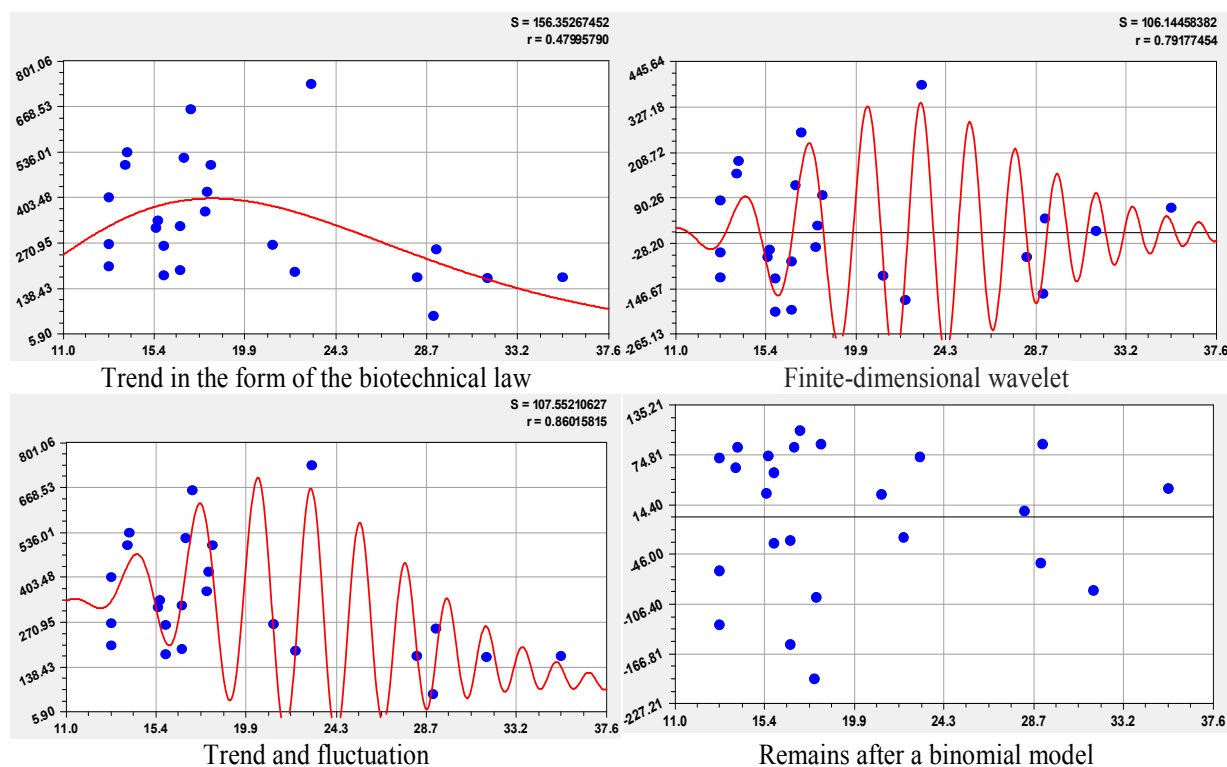 S = 156.35267452
r = 0.47995790
801.06
668.53
536.01
403.48
270.95
138.43
5.90
11.0 15.4 19.9 24.3 28.7 33.2 37.6
Trend in the form of the biotechnical law
S = 106.14458382
r = 0.79177454
445.64
327.18
208.72
90.26
-28.20
-146.67
-265.13
11.0 15.4 19.9 24.3 28.7 33.2 37.6
Finite-dimensional wavelet
S = 107.55210627
r = 0.86015815
801.06
668.53
536.01
403.48
270.95
138.43
5.90
11.0 15.4 19.9 24.3 28.7 33.2 37.6
Trend and fluctuation
135.21
74.81
14.40
-46.00
-106.40
-166.81
-227.21
11.0 15.4 19.9 24.3 28.7 33.2 37.6
Remains after a binomial model